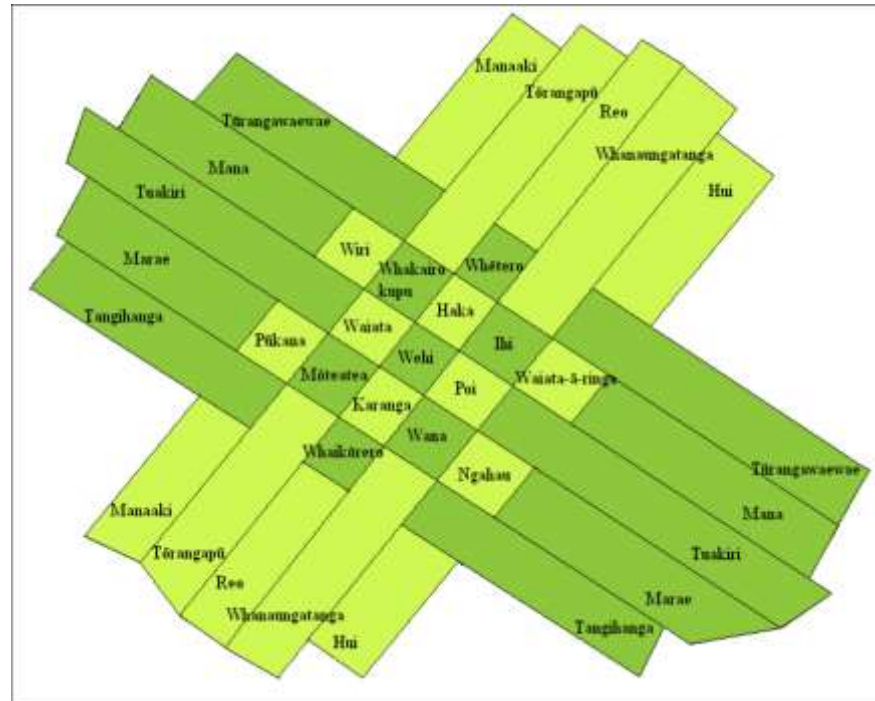 Manaaki
Tōrangapū
Reo
Whanaungatanga
Hui
Tūrangawaewae
Mana
Tuakiri
Marae
Tangihanga
Wiri
Whakairo
kupu
Whētero
Haka
Ihi
Waiata-ā-ringa
Pūkana
Waiata
Wehi
Poi
Mōteatea
Karanga
Wana
Ngahau
Whaikōrero
Tūrangawaewae
Mana
Tuakiri
Marae
Tangihanga
Manaaki
Tōrangapū
Reo
Whanaungatanga
Hui